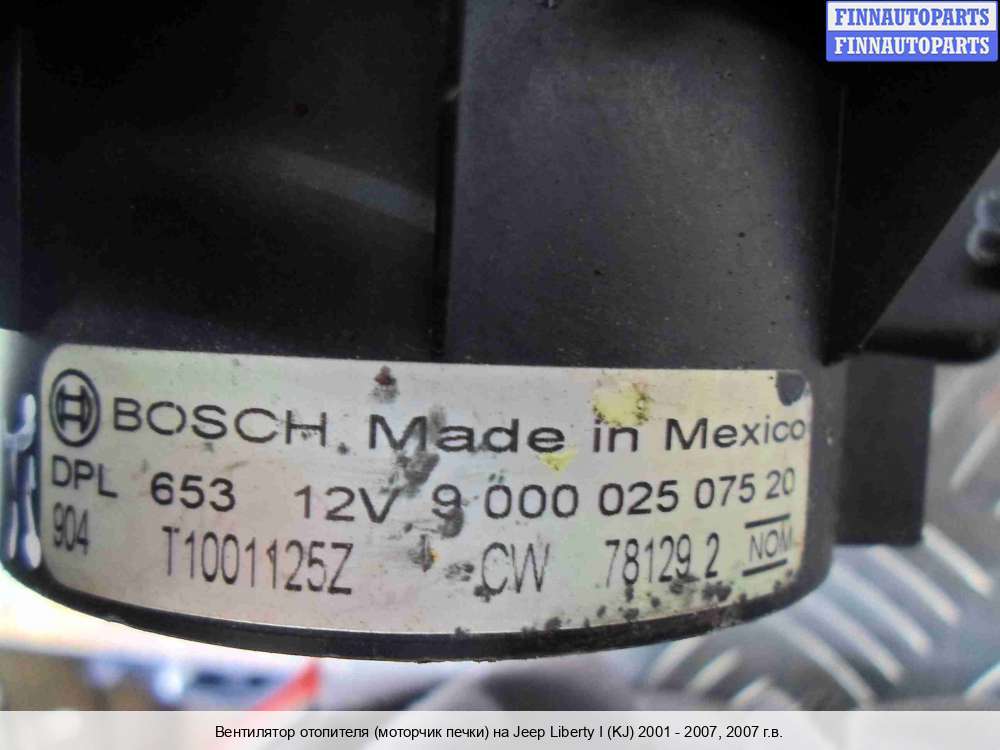 FINNAUTOPARTS
FINNAUTOPARTS
BOSCH Made in Mexico
DPL 653 12V 9 000 025 075 20
904 T1001125Z CW 78129 2 NOM
Вентилятор отопителя (моторчик печки) на Jeep Liberty I (KJ) 2001 - 2007, 2007 г.в.